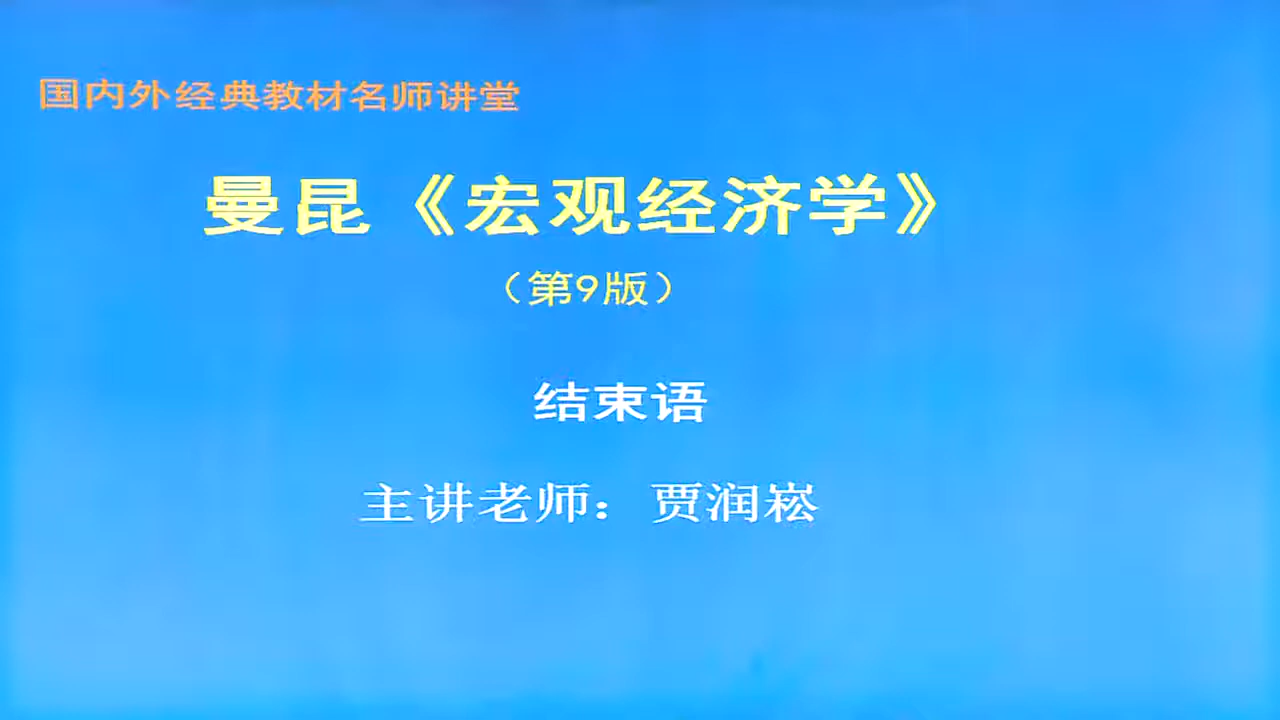 国内外经典教材名师讲堂
曼昆《宏观经济学》
（第9版）
结束语
主讲老师：贾润崧